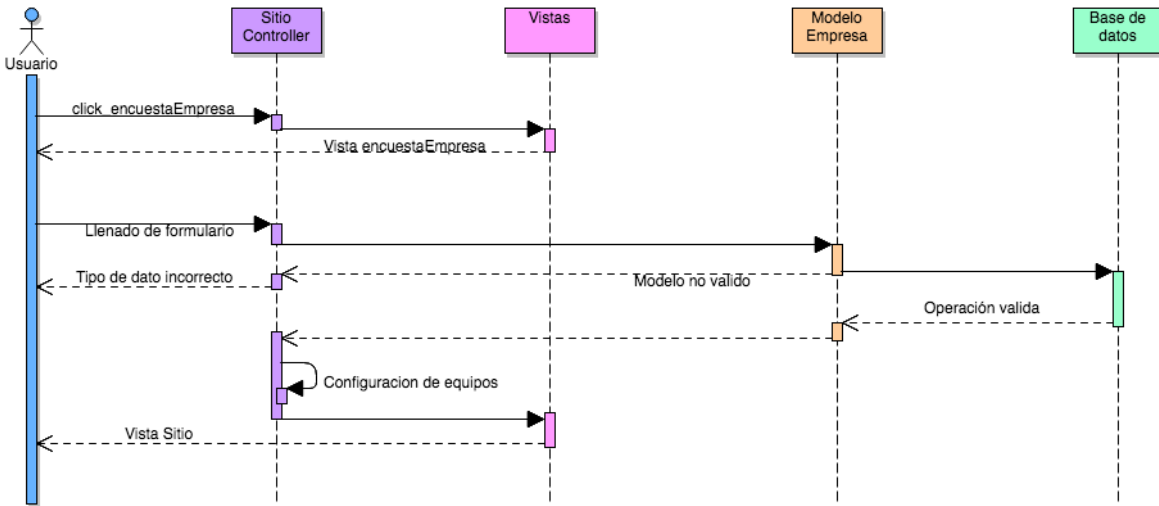 Usuario
Sitio
Controller
Vistas
Modelo
Empresa
Base de
datos
click_encuestaEmpresa
Vista encuestaEmpresa
Llenado de formulario
Tipo de dato incorrecto
Modelo no valido
Operación valida
Configuracion de equipos
Vista Sitio